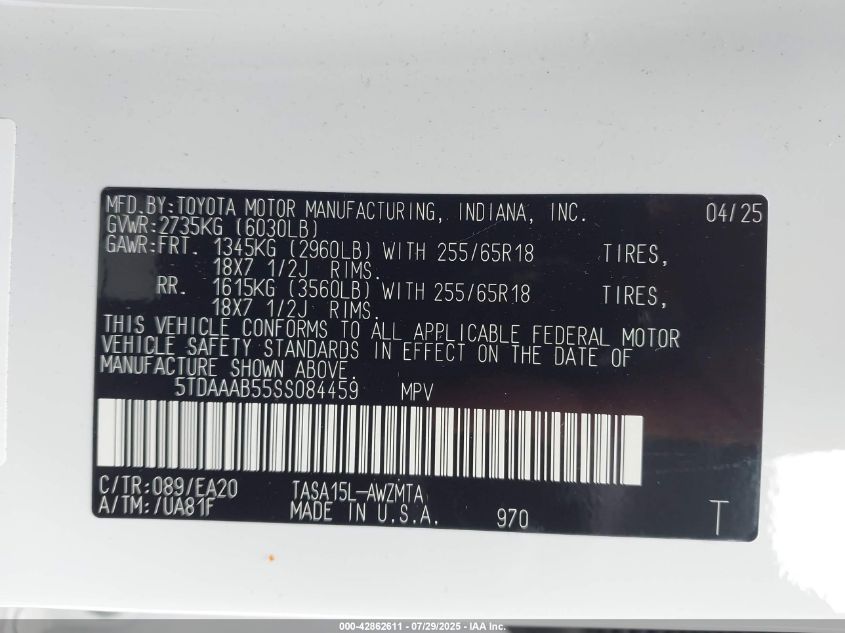 MFD.BY:TOYOTA MOTOR MANUFACTURING, INDIANA, INC. 04/25
GVWR:2735KG (6030LB)
GAWR:FRT. 1345KG (2960LB) WITH 255/65R18 TIRES,
18X7 1/2J RIMS.
RR. 1615KG (3560LB) WITH 255/65R18 TIRES,
18X7 1/2J RIMS.
THIS VEHICLE CONFORMS TO ALL APPLICABLE FEDERAL MOTOR
VEHICLE SAFETY STANDARDS IN EFFECT ON THE DATE OF
MANUFACTURE SHOWN ABOVE.
5TDAAAB55SS084459 MPV
C/TR:089/EA20 TASA15L-AWZMTA
A/TM:/UA81F MADE IN U.S.A. 970 T
000-42862611 - 07/29/2025 - IAA Inc.